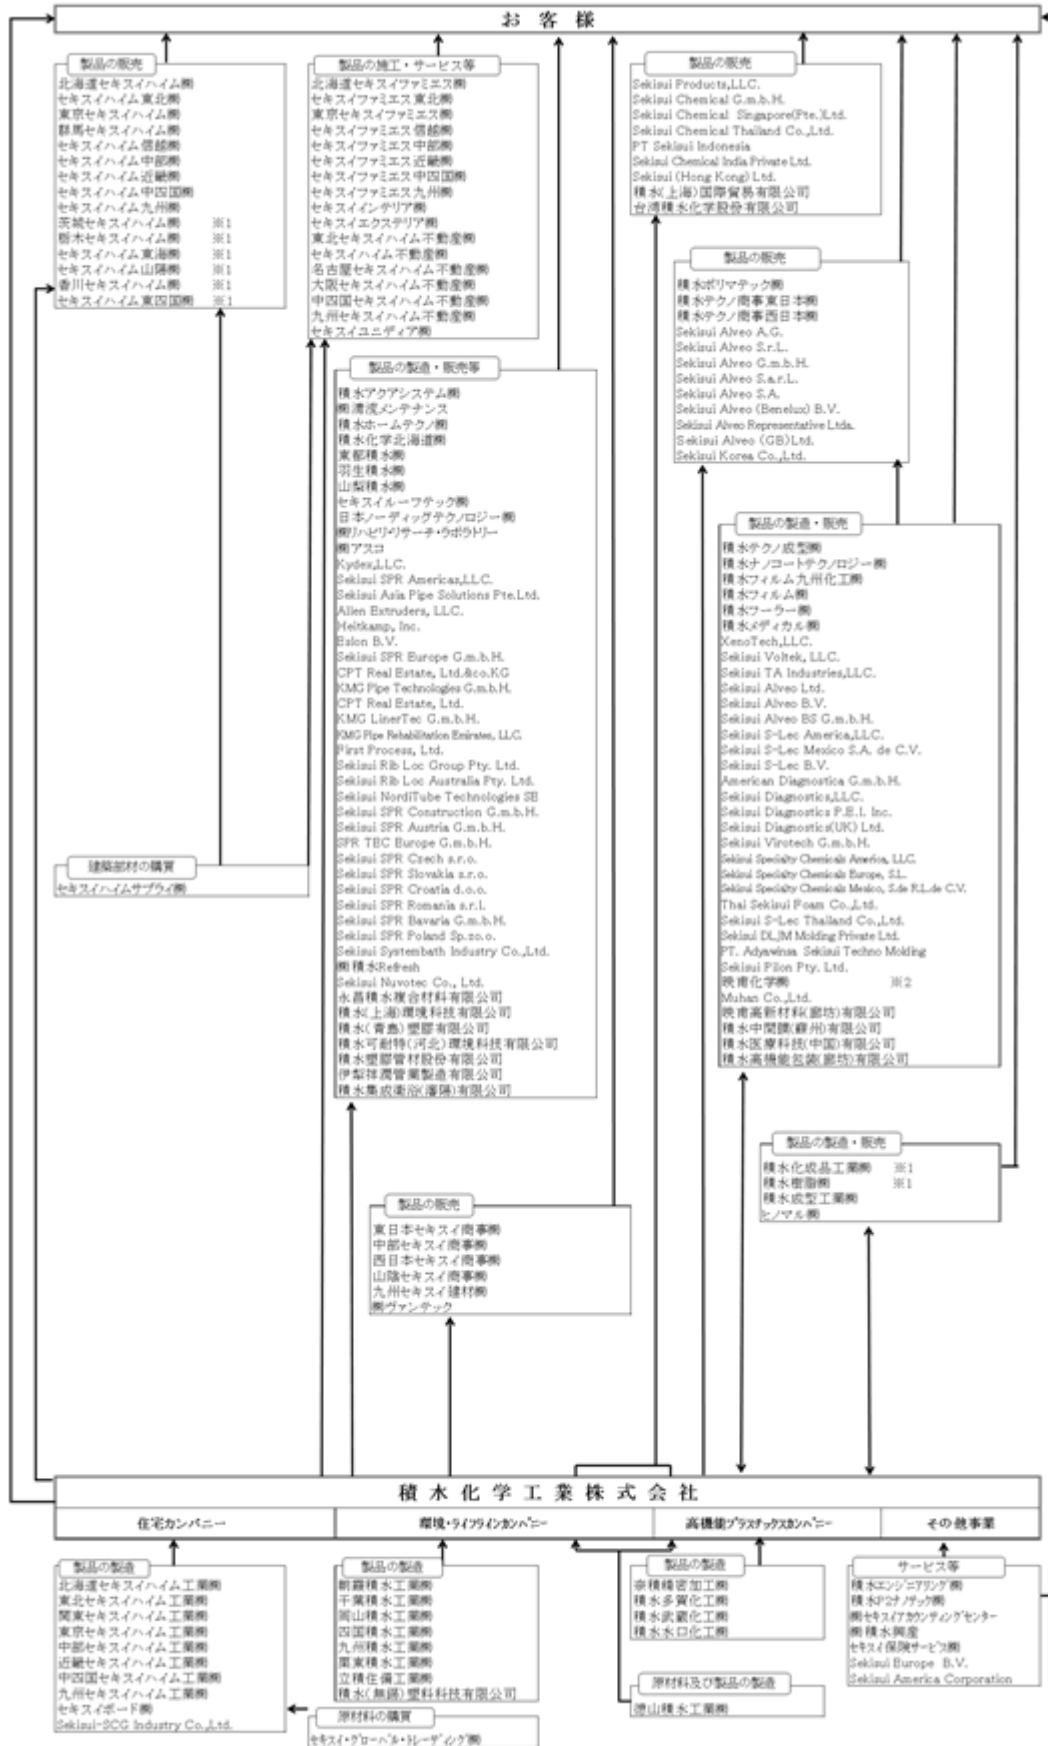 お客様
製品の販売
北海道セキスイハイム㈱
セキスイハイム東北㈱
東京セキスイハイム㈱
群馬セキスイハイム㈱
セキスイハイム信越㈱
セキスイハイム中部㈱
セキスイハイム近畿㈱
セキスイハイム中四国㈱
セキスイハイム九州㈱
茨城セキスイハイム㈱ ※1
栃木セキスイハイム㈱ ※1
セキスイハイム東海㈱ ※1
セキスイハイム山陽㈱ ※1
香川セキスイハイム㈱ ※1
セキスイハイム東四国㈱ ※1
製品の施工・サービス等
北海道セキスイファミエス㈱
セキスイファミエス東北㈱
東京セキスイファミエス㈱
セキスイファミエス信越㈱
セキスイファミエス中部㈱
セキスイファミエス近畿㈱
セキスイファミエス中四国㈱
セキスイファミエス九州㈱
セキスイインテリア㈱
セキスイエクステリア㈱
東北セキスイハイム不動産㈱
セキスイハイム不動産㈱
名古屋セキスイハイム不動産㈱
大阪セキスイハイム不動産㈱
中四国セキスイハイム不動産㈱
九州セキスイハイム不動産㈱
セキスイユニディア㈱
製品の販売
Sekisui Products,LLC.
Sekisui Chemical G.m.b.H.
Sekisui Chemical Singapore(Pte.)Ltd.
Sekisui Chemical Thailand Co.,Ltd.
PT Sekisui Indonesia
Sekisui Chemical India Private Ltd.
Sekisui (Hong Kong) Ltd.
積水(上海)国際貿易有限公司
台湾積水化学股份有限公司
製品の販売
積水ポリマテック㈱
積水テクノ商事東日本㈱
積水テクノ商事西日本㈱
Sekisui Alveo A.G.
Sekisui Alveo S.r.L.
Sekisui Alveo G.m.b.H.
Sekisui Alveo S.a.r.L.
Sekisui Alveo S.A.
Sekisui Alveo (Benelux) B.V.
Sekisui Alveo Representative Ltda.
Sekisui Alveo (GB)Ltd.
Sekisui Korea Co.,Ltd.
製品の製造・販売等
積水アクアシステム㈱
㈱清流メンテナンス
積水ホームテクノ㈱
積水化学北海道㈱
東都積水㈱
羽生積水㈱
山梨積水㈱
セキスイルーフテック㈱
日本ノーディッグテクノロジー㈱
㈱リハビリ・リサーチ・ラボラトリー
㈱アスコ
Kydex,LLC.
Sekisui SPR Americas,LLC.
Sekisui Asia Pipe Solutions Pte.Ltd.
Allen Extruders, LLC.
Heitkamp, Inc.
Eslon B.V.
Sekisui SPR Europe G.m.b.H.
CPT Real Estate, Ltd.&co.KG
KMG Pipe Technologies G.m.b.H.
CPT Real Estate, Ltd.
KMG LinerTec G.m.b.H.
KMG Pipe Rehabilitation Emirates, LLC.
First Process, Ltd.
Sekisui Rib Loc Group Pty. Ltd.
Sekisui Rib Loc Australia Pty. Ltd.
Sekisui NordiTube Technologies SE
Sekisui SPR Construction G.m.b.H.
Sekisui SPR Austria G.m.b.H.
SPR TEC Europe G.m.b.H.
Sekisui SPR Czech s.r.o.
Sekisui SPR Slovakia s.r.o.
Sekisui SPR Croatia d.o.o.
Sekisui SPR Romania s.r.l.
Sekisui SPR Bavaria G.m.b.H.
Sekisui SPR Poland Sp.zo.o.
Sekisui Systembath Industry Co.,Ltd.
㈱積水Refresh
Sekisui Nuvotec Co., Ltd.
永昌積水複合材料有限公司
積水(上海)環境科技有限公司
積水(青島)塑膠有限公司
積水可耐特(河北)環境科技有限公司
積水塑膠管材股份有限公司
伊犁祥潤管業製造有限公司
積水集成衛浴(瀋陽)有限公司
製品の製造・販売
積水テクノ成型㈱
積水ナノコートテクノロジー㈱
積水フィルム九州化工㈱
積水フィルム㈱
積水フーラー㈱
積水メディカル㈱
XenoTech,LLC.
Sekisui Voltek, LLC.
Sekisui TA Industries,LLC.
Sekisui Alveo Ltd.
Sekisui Alveo B.V.
Sekisui Alveo BS G.m.b.H.
Sekisui S-Lec America,LLC.
Sekisui S-Lec Mexico S.A. de C.V.
Sekisui S-Lec B.V.
American Diagnostica G.m.b.H.
Sekisui Diagnostics,LLC.
Sekisui Diagnostics P.E.I. Inc.
Sekisui Diagnostics(UK) Ltd.
Sekisui Virotech G.m.b.H.
Sekisui Specialty Chemicals America, LLC.
Sekisui Specialty Chemicals Europe, S.L.
Sekisui Specialty Chemicals Mexico, S.de R.L.de C.V.
Thai Sekisui Foam Co.,Ltd.
Sekisui S-Lec Thailand Co.,Ltd.
Sekisui DLJM Molding Private Ltd.
PT. Adyawinsa Sekisui Techno Molding
Sekisui Pilon Pty. Ltd.
映甫化学㈱ ※2
Muhan Co.,Ltd.
映甫高新材料(廊坊)有限公司
積水中間膜(蘇州)有限公司
積水医療科技(中国)有限公司
積水高機能包装(廊坊)有限公司
建築部材の購買
セキスイハイムサプライ㈱
製品の製造・販売
積水化成品工業㈱ ※1
積水樹脂㈱ ※1
積水成型工業㈱
ヒノマル㈱
製品の販売
東日本セキスイ商事㈱
中部セキスイ商事㈱
西日本セキスイ商事㈱
山陰セキスイ商事㈱
九州セキスイ建材㈱
㈱ヴァンテック
積水化学工業株式会社
住宅カンパニー
環境・ライフラインカンパニー
高機能プラスチックスカンパニー
その他事業
製品の製造
北海道セキスイハイム工業㈱
東北セキスイハイム工業㈱
関東セキスイハイム工業㈱
東京セキスイハイム工業㈱
中部セキスイハイム工業㈱
近畿セキスイハイム工業㈱
中四国セキスイハイム工業㈱
九州セキスイハイム工業㈱
セキスイボード㈱
Sekisui-SCG Industry Co.,Ltd.
製品の製造
朝霧積水工業㈱
千葉積水工業㈱
岡山積水工業㈱
四国積水工業㈱
九州積水工業㈱
栗東積水工業㈱
立積住備工業㈱
積水(無錫)塑料科技有限公司
原材料の購買
セキスイ・グローバル・トレーディング㈱
製品の製造
奈積精密加工㈱
積水多賀化工㈱
積水武蔵化工㈱
積水水口化工㈱
原材料及び製品の製造
徳山積水工業㈱
サービス等
積水エンジニアリング㈱
積水P2ナノテック㈱
㈱セキスイアカウンティングセンター
㈱積水興産
セキスイ保険サービス㈱
Sekisui Europe B.V.
Sekisui America Corporation